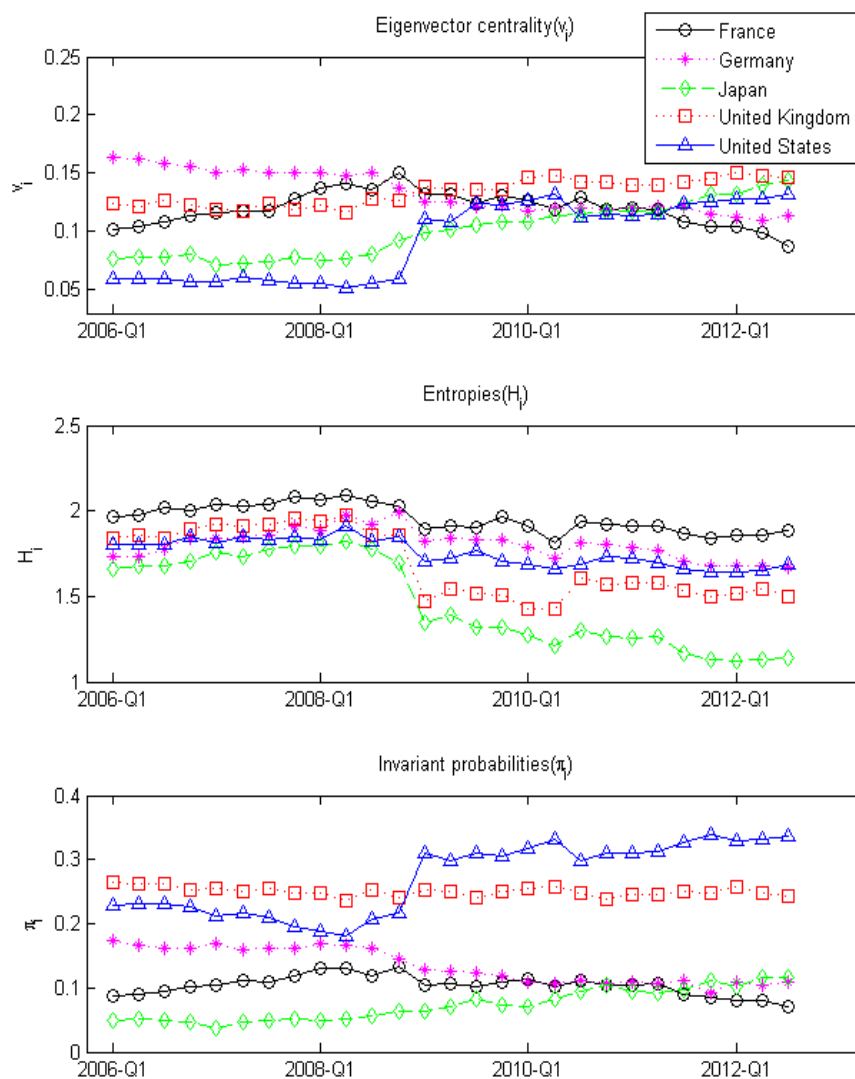 Eigenvector centrality(v_i)
France
Germany
Japan
United Kingdom
United States
0.25
0.2
0.15
0.1
0.05
v_i
2006-Q1 2008-Q1 2010-Q1 2012-Q1
Entropies(H_i)
2.5
2
1.5
1
H_i
2006-Q1 2008-Q1 2010-Q1 2012-Q1
Invariant probabilities(π_i)
0.4
0.3
0.2
0.1
0
π_i
2006-Q1 2008-Q1 2010-Q1 2012-Q1